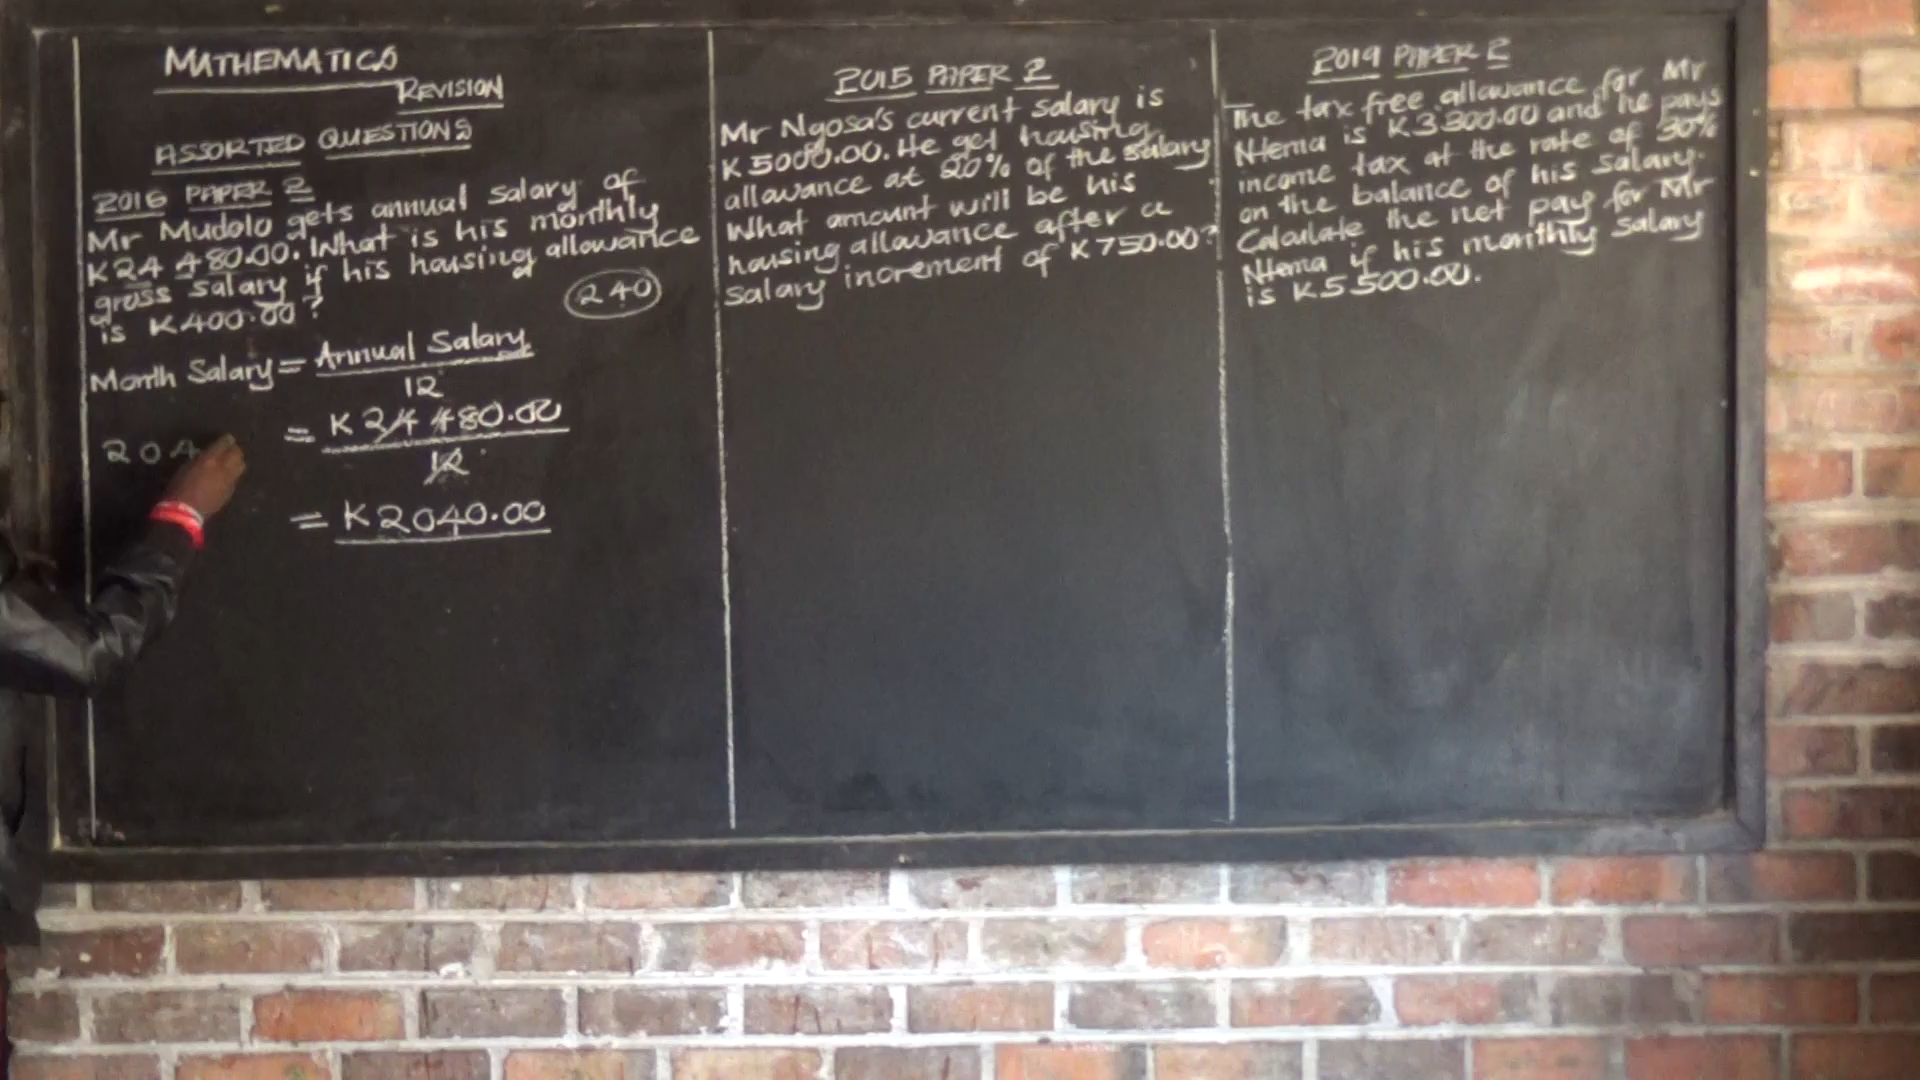 MATHEMATICS
REVISION
ASSORTED QUESTIONS
2016 PAPER 2
Mr Mudolo gets annual salary of
K24 480.00. What is his monthly
gross salary if his housing allowance
is K400.00?
240
Month Salary = Annual Salary
12
= K24 480.00
12
= K2040.00
204
2015 PAPER 2
Mr Ngosa's current salary is
K5000.00. He get housing
allowance at 20% of the salary
What amount will be his
housing allowance after a
salary increment of K750.00?
2019 PAPER 2
The tax free allowance for Mr
Ntema is K3300.00 and he pays
income tax at the rate of 30%
on the balance of his salary.
Calculate the net pay for Mr
Ntema if his monthly salary
is K5500.00.